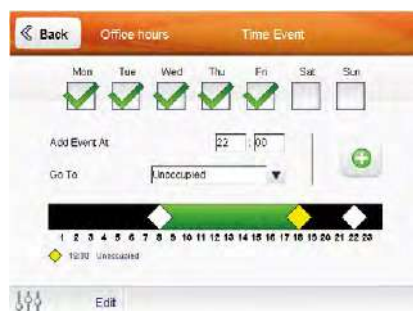 Back Office hours Time Event
Mon Tue Wed Thu Fri Sat Sun
Add Event At 22 : 00
Go To Unoccupied
1 2 3 4 5 6 7 8 9 10 11 12 13 14 15 16 17 18 19 20 21 22 23
Unoccupied
Edit